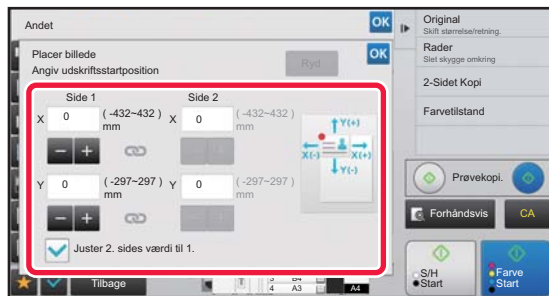 Andet
OK
Placer billede
Angiv udskriftsstartposition
Ryd
OK
Side 1
Side 2
X
0
( -432~432 )
mm
X
0
( -432~432 )
mm
- +
Y
0
( -297~297 )
mm
Y
0
( -297~297 )
mm
- +
Y(+)
X(-)
X(+)
Y(-)
Juster 2. sides værdi til 1.
Tilbage
4 A3
A4
Original
Skift størrelse/retning.
Rader
Slet skygge omkring
2-Sidet Kopi
Farvetilstand
Prøvekopi.
Forhåndsvis
CA
S/H
Start
Farve
Start